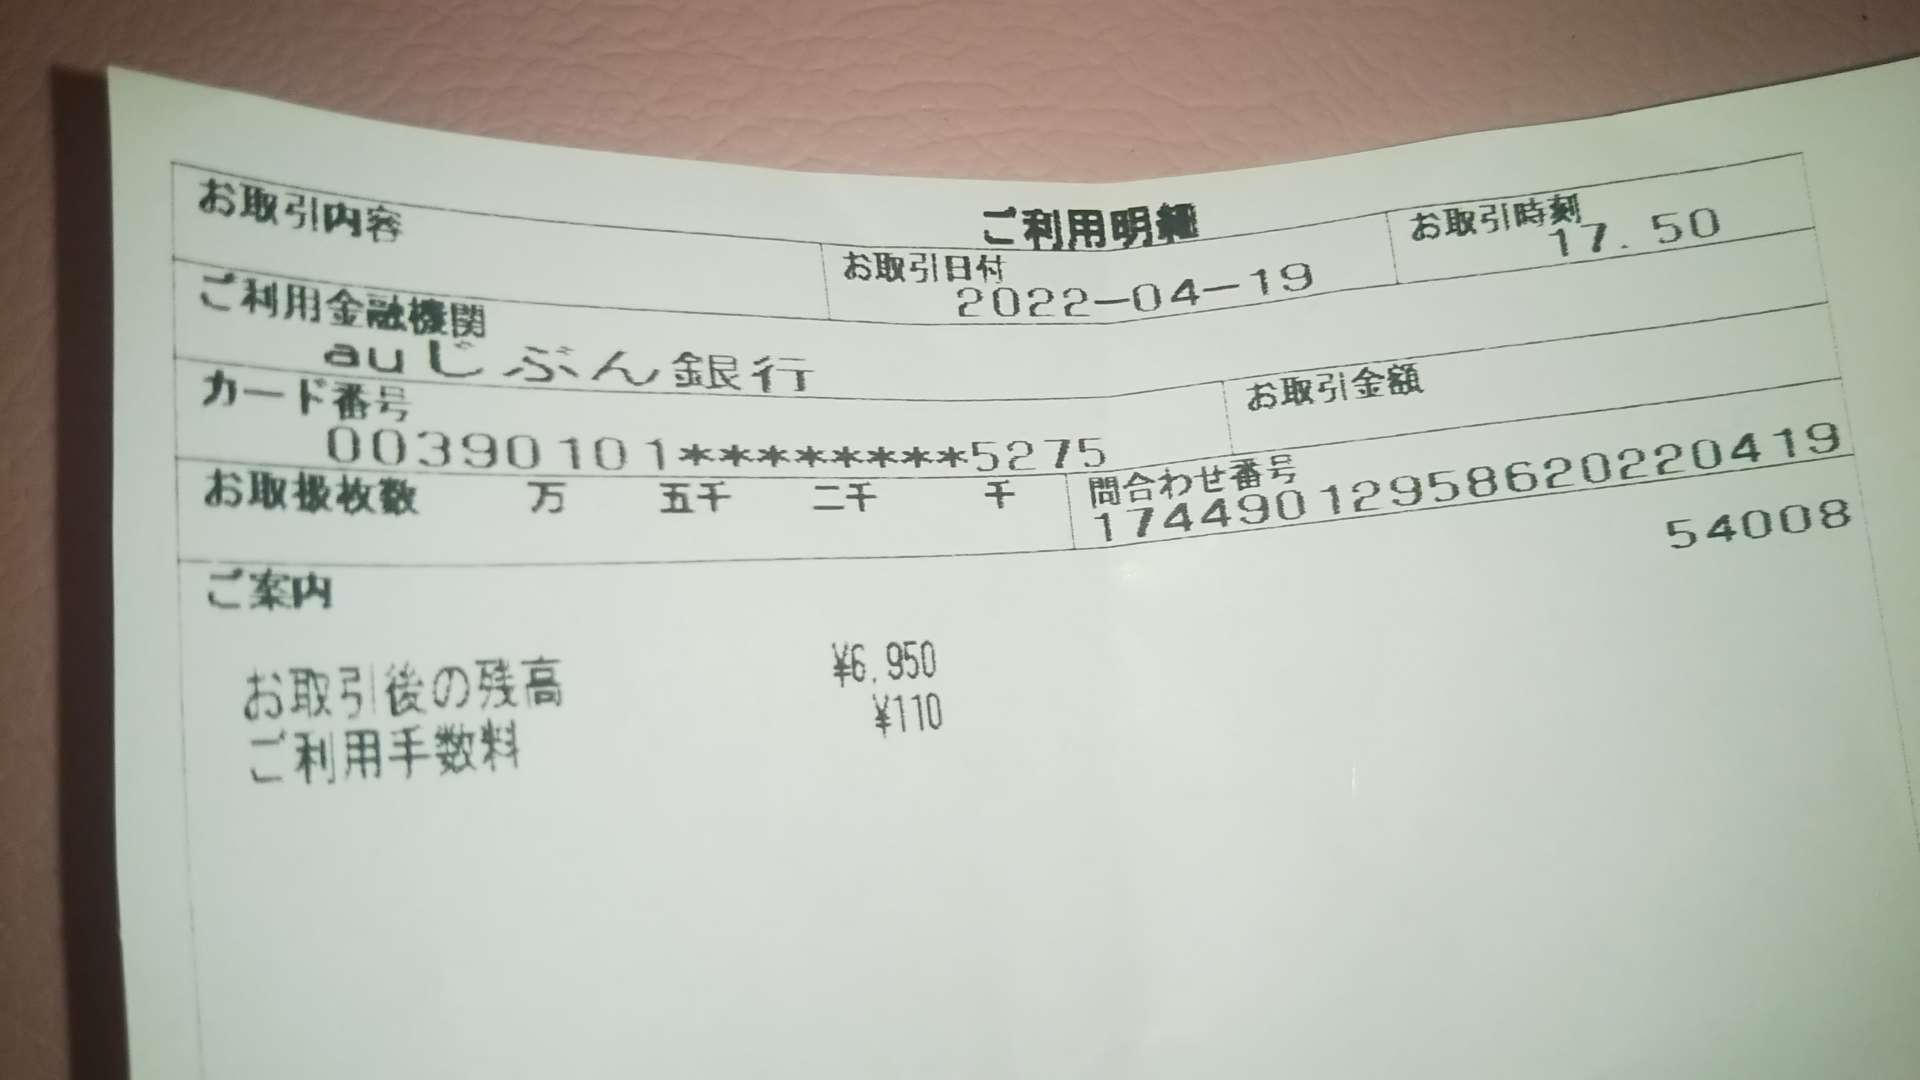 ご利用明細
お取引内容
お取引日付
2022-04-19
お取引時刻
17.50
ご利用金融機関
auじぶん銀行
カード番号
00390101********5275
お取引金額
お取扱枚数 万 五千 二千 千
問合わせ番号
17449012958620220419
54008
ご案内
お取引後の残高 ¥6,950
ご利用手数料 ¥110